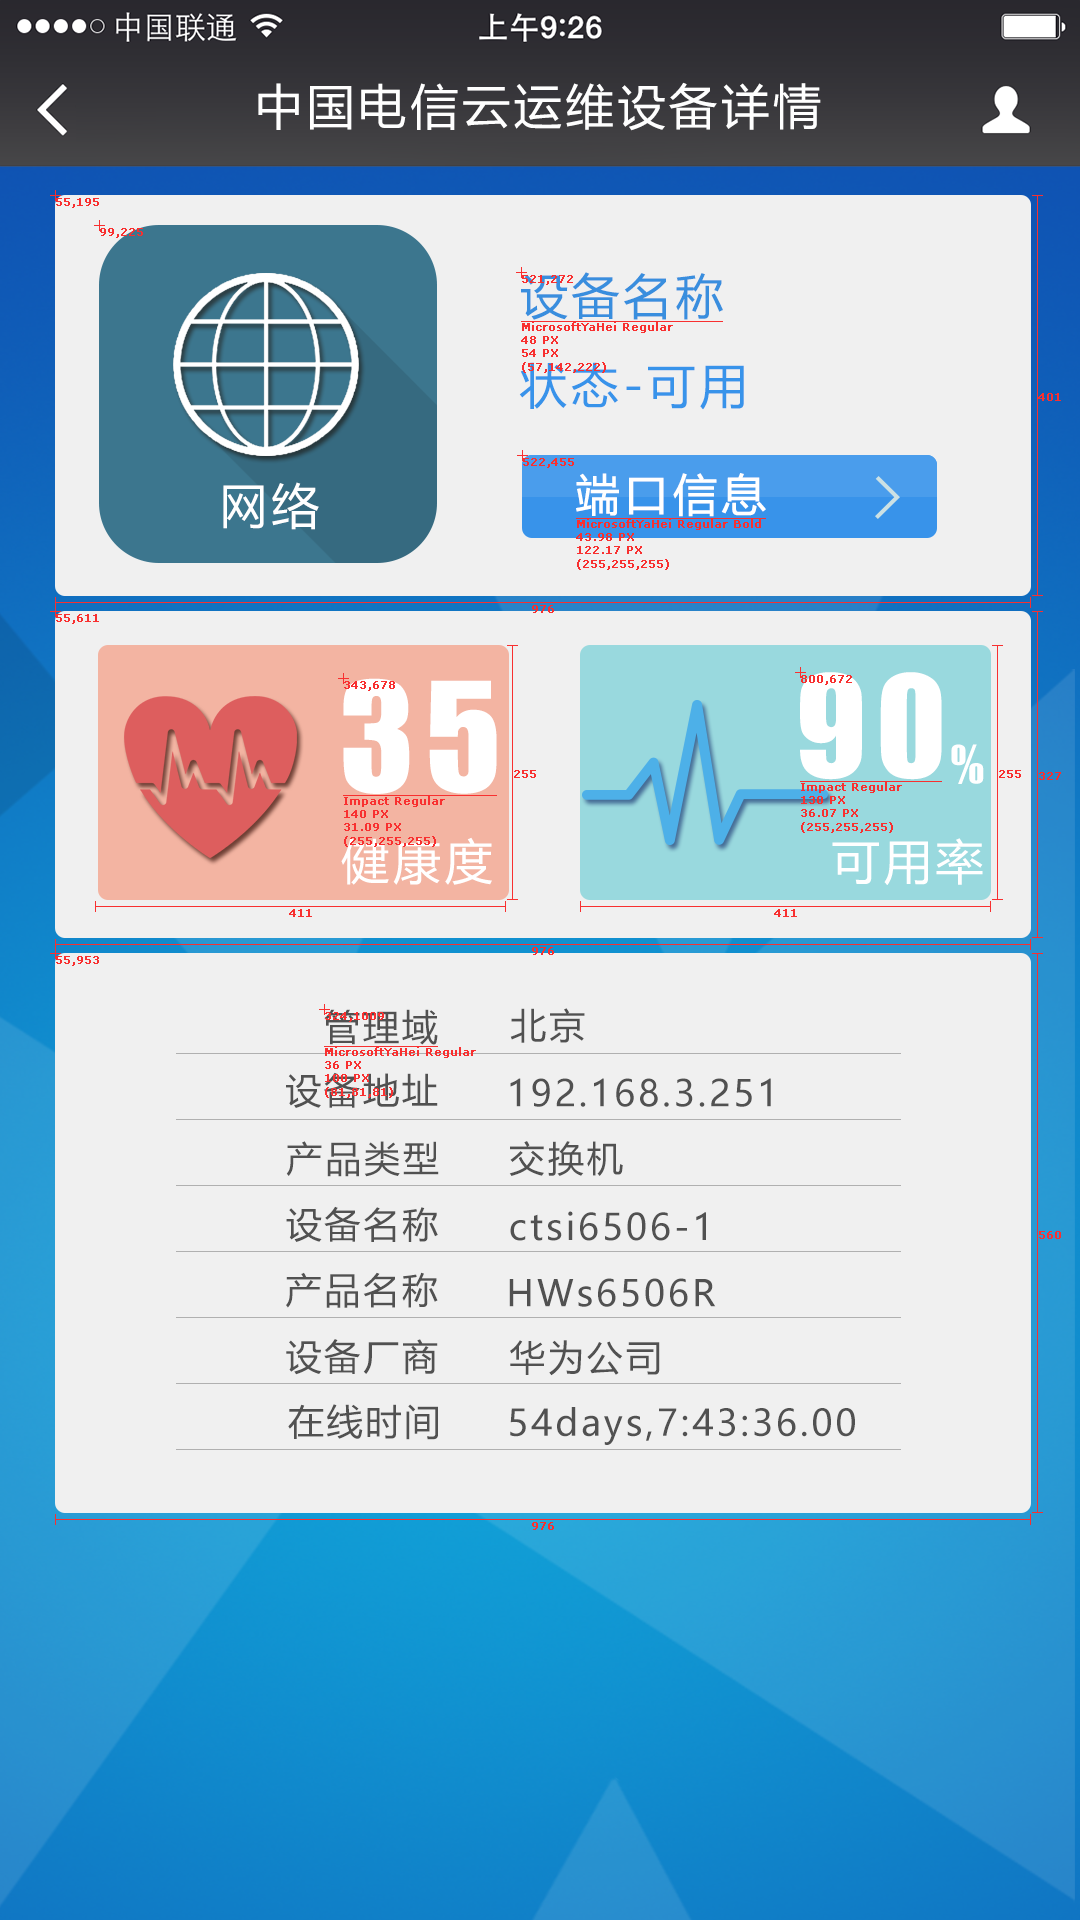 中国联通 上午9:26
中国电信云运维设备详情
55,195
99,225
网络
521,272
设备名称
MicrosoftYaHei Regular
48 PX
54 PX
(57,142,222)
状态-可用
401
522,455
端口信息
MicrosoftYaHei Regular Bold
43.98 PX
122.17 PX
(255,255,255)
976
55,611
343,678
35
Impact Regular
140 PX
31.09 PX
(255,255,255)
健康度
255
411
800,672
90%
Impact Regular
130 PX
36.07 PX
(255,255,255)
可用率
255
411
327
976
55,953
管理域 北京
MicrosoftYaHei Regular
36 PX
(81,81,81)
设备地址 192.168.3.251
产品类型 交换机
设备名称 ctsi6506-1
产品名称 HWs6506R
设备厂商 华为公司
在线时间 54days,7:43:36.00
560
976